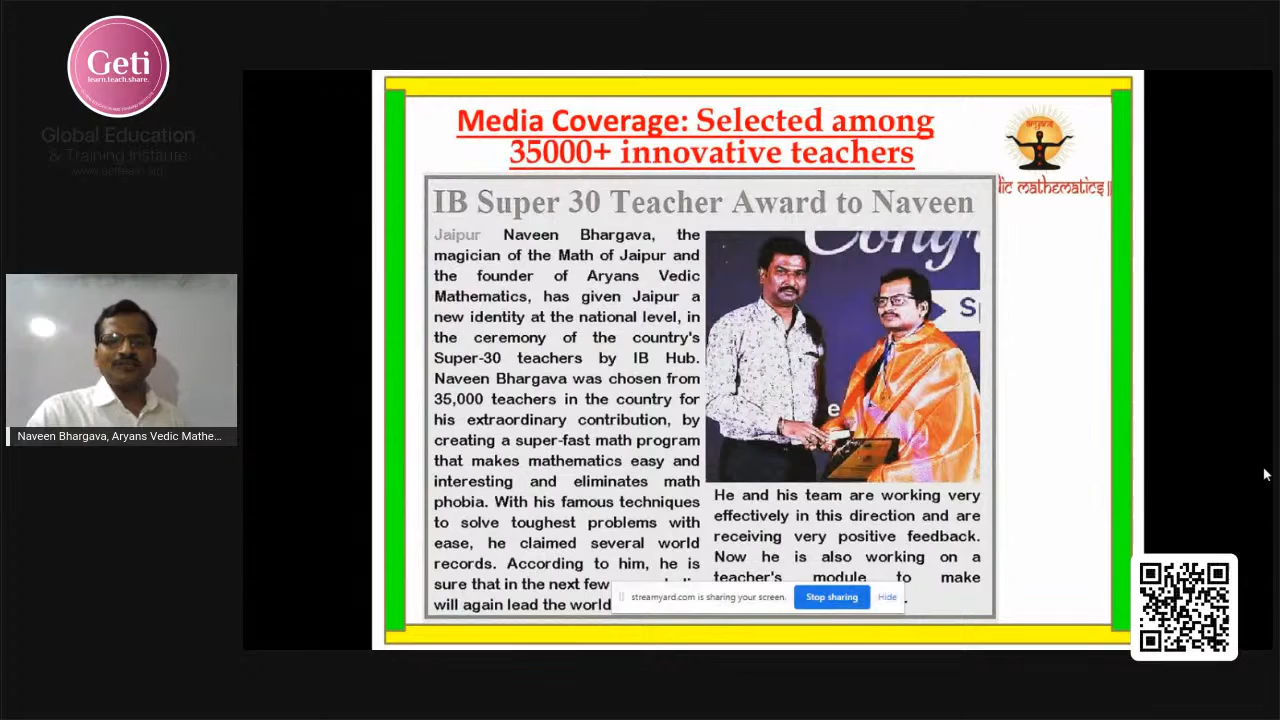 Geti
learn.teach.share.
Global Education
& Training Institute
Media Coverage: Selected among
35000+ innovative teachers
aryans
dic mathematics ||
IB Super 30 Teacher Award to Naveen
Jaipur Naveen Bhargava, the
magician of the Math of Jaipur and
the founder of Aryans Vedic
Mathematics, has given Jaipur a
new identity at the national level, in
the ceremony of the country's
Super-30 teachers by IB Hub.
Naveen Bhargava was chosen from
35,000 teachers in the country for
his extraordinary contribution, by
creating a super-fast math program
that makes mathematics easy and
interesting and eliminates math
phobia. With his famous techniques
to solve toughest problems with
ease, he claimed several world
records. According to him, he is
sure that in the next few
will again lead the world
Congr
S
e
He and his team are working very
effectively in this direction and are
receiving very positive feedback.
Now he is also working on a
teacher's module to make
streamyard.com is sharing your screen.
Stop sharing
Hide
Naveen Bhargava, Aryans Vedic Mathe...